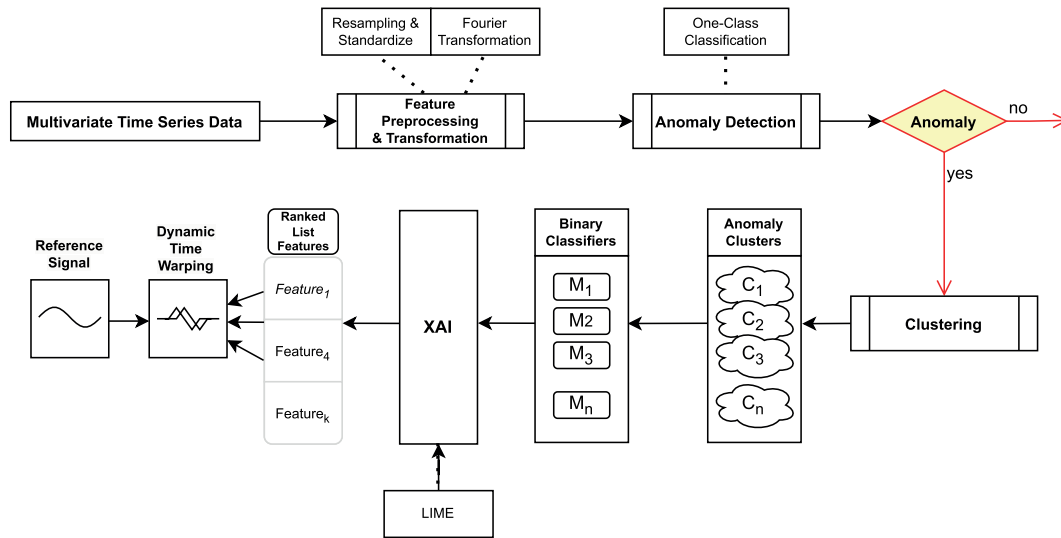 Resampling &
Standardize
Fourier
Transformation
One-Class
Classification
Multivariate Time Series Data
Feature
Preprocessing
& Transformation
Anomaly Detection
Anomaly
no
yes
Reference
Signal
Dynamic
Time
Warping
Ranked
List
Features
Feature₁
Feature₄
Featureₖ
XAI
LIME
Binary
Classifiers
M₁
M2
M₃
Mₙ
Anomaly
Clusters
C₁
C₂
C₃
Cₙ
Clustering